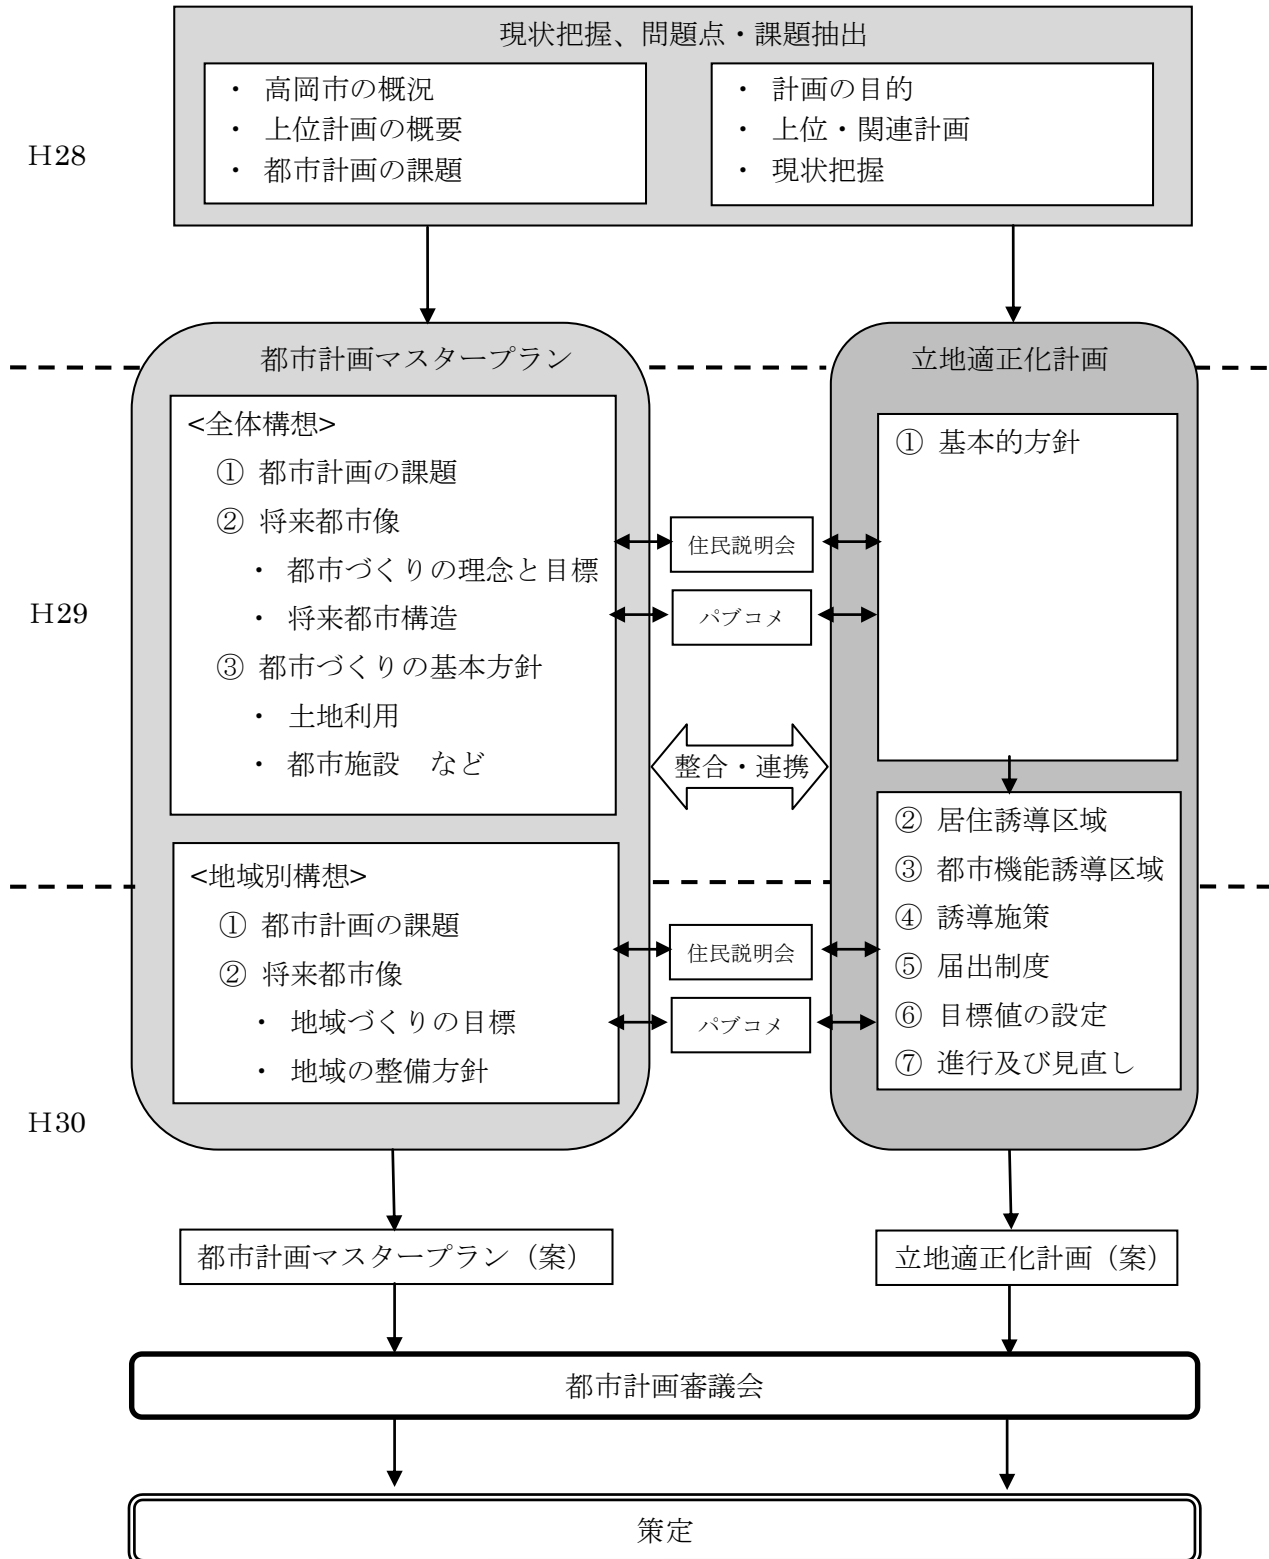 現状把握、問題点・課題抽出
・ 高岡市の概況
・ 上位計画の概要
・ 都市計画の課題
・ 計画の目的
・ 上位・関連計画
・ 現状把握
H28
都市計画マスタープラン
立地適正化計画
<全体構想>
① 都市計画の課題
② 将来都市像
・ 都市づくりの理念と目標
・ 将来都市構造
③ 都市づくりの基本方針
・ 土地利用
・ 都市施設 など
住民説明会
パブコメ
整合・連携
① 基本的方針
H29
<地域別構想>
① 都市計画の課題
② 将来都市像
・ 地域づくりの目標
・ 地域の整備方針
住民説明会
パブコメ
② 居住誘導区域
③ 都市機能誘導区域
④ 誘導施策
⑤ 届出制度
⑥ 目標値の設定
⑦ 進行及び見直し
H30
都市計画マスタープラン（案）
立地適正化計画（案）
都市計画審議会
策定